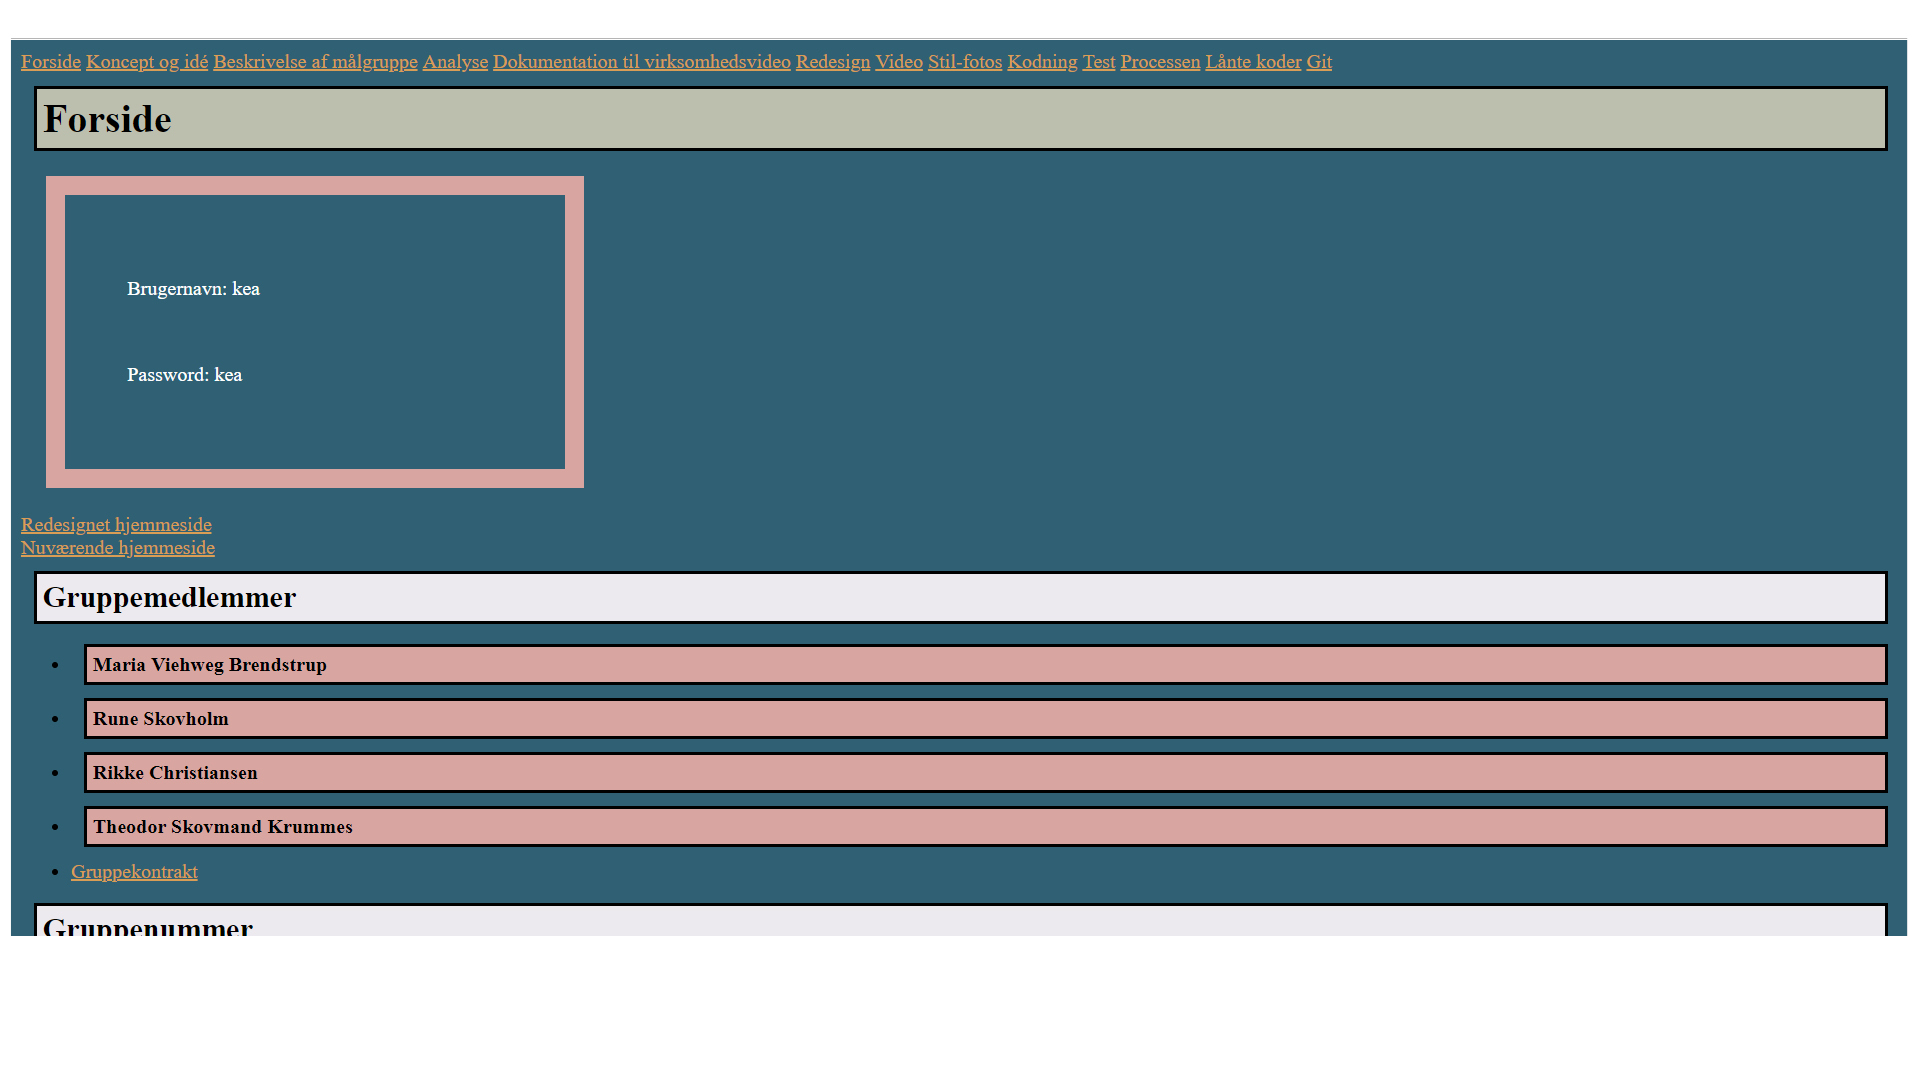 Forside Koncept og idé Beskrivelse af målgruppe Analyse Dokumentation til virksomhedsvideo Redesign Video Stil-fotos Kodning Test Processen Lånte koder Git
Forside
Brugernavn: kea
Password: kea
Redesignet hjemmeside
Nuværende hjemmeside
Gruppemedlemmer
Maria Viehweg Brendstrup
Rune Skovholm
Rikke Christiansen
Theodor Skovmand Krummes
Gruppekontrakt
Gruppenummer